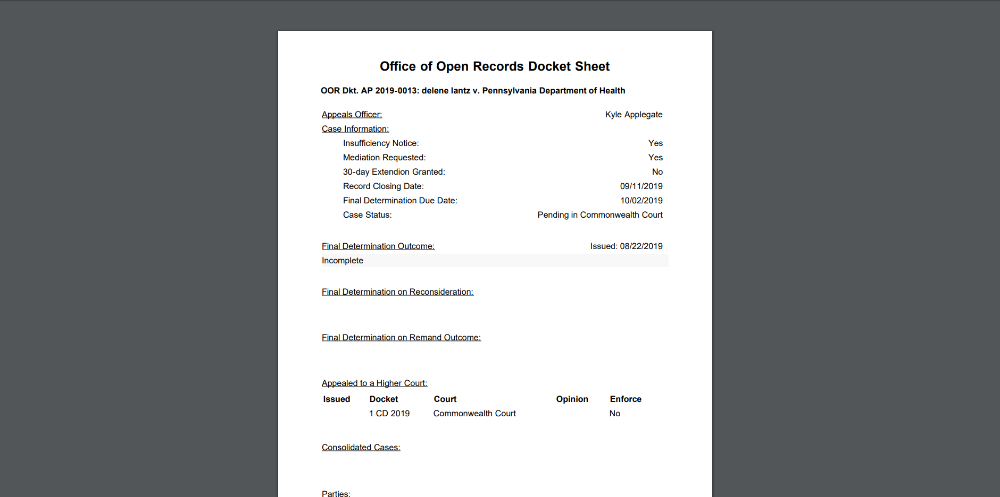 Office of Open Records Docket Sheet
OOR Dkt. AP 2019-0013: delene lantz v. Pennsylvania Department of Health
Appeals Officer: Kyle Applegate
Case Information:
Insufficiency Notice: Yes
Mediation Requested: Yes
30-day Extendion Granted: No
Record Closing Date: 09/11/2019
Final Determination Due Date: 10/02/2019
Case Status: Pending in Commonwealth Court
Final Determination Outcome: Issued: 08/22/2019
Incomplete
Final Determination on Reconsideration:
Final Determination on Remand Outcome:
Appealed to a Higher Court:
Issued Docket Court Opinion Enforce
1 CD 2019 Commonwealth Court No
Consolidated Cases:
Parties: